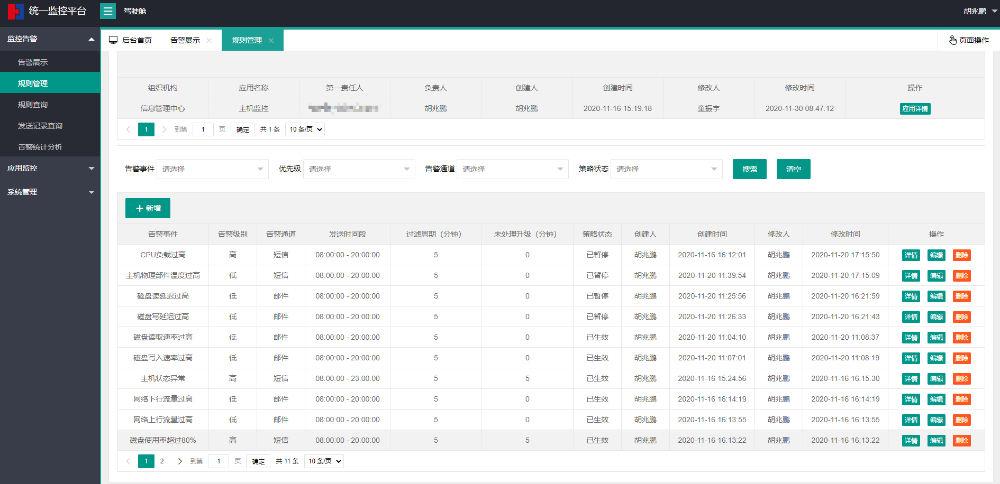 统一监控平台
驾驶舱
胡兆鹏
监控告警
告警展示
规则管理
规则查询
发送记录查询
告警统计分析
应用监控
系统管理
后台首页 告警展示 规则管理 页面操作
组织机构 应用名称 第一责任人 负责人 创建人 创建时间 修改人 修改时间 操作
信息管理中心 主机监控 胡兆鹏 胡兆鹏 2020-11-16 15:19:18 童振宇 2020-11-30 08:47:12 应用详情
1 到第 1 页 确定 共 1 条 10 条/页
告警事件 请选择 优先级 请选择 告警通道 请选择 策略状态 请选择 搜索 清空
新增
告警事件 告警级别 告警通道 发送时间段 过滤周期（分钟） 未处理升级（分钟） 策略状态 创建人 创建时间 修改人 修改时间 操作
CPU负载过高 高 短信 08:00:00 - 20:00:00 5 0 已暂停 胡兆鹏 2020-11-16 16:12:01 胡兆鹏 2020-11-20 17:15:50 详情 编辑 删除
主机物理部件温度过高 低 短信 08:00:00 - 20:00:00 5 0 已暂停 胡兆鹏 2020-11-20 11:39:54 胡兆鹏 2020-11-20 17:15:09 详情 编辑 删除
磁盘读延迟过高 低 邮件 08:00:00 - 20:00:00 5 0 已暂停 胡兆鹏 2020-11-20 11:25:56 胡兆鹏 2020-11-20 16:21:59 详情 编辑 删除
磁盘写延迟过高 低 邮件 08:00:00 - 20:00:00 5 0 已暂停 胡兆鹏 2020-11-20 11:26:33 胡兆鹏 2020-11-20 16:21:43 详情 编辑 删除
磁盘读取速率过高 低 邮件 08:00:00 - 20:00:00 5 0 已生效 胡兆鹏 2020-11-20 11:04:10 胡兆鹏 2020-11-20 11:08:37 详情 编辑 删除
磁盘写入速率过高 低 邮件 08:00:00 - 20:00:00 5 0 已生效 胡兆鹏 2020-11-20 11:07:01 胡兆鹏 2020-11-20 11:08:19 详情 编辑 删除
主机状态异常 高 短信 08:00:00 - 23:00:00 5 5 已生效 胡兆鹏 2020-11-16 15:24:56 胡兆鹏 2020-11-16 16:15:30 详情 编辑 删除
网络下行流量过高 低 邮件 08:00:00 - 20:00:00 5 0 已生效 胡兆鹏 2020-11-16 16:14:19 胡兆鹏 2020-11-16 16:14:19 详情 编辑 删除
网络上行流量过高 低 邮件 08:00:00 - 20:00:00 5 0 已生效 胡兆鹏 2020-11-16 16:13:55 胡兆鹏 2020-11-16 16:13:55 详情 编辑 删除
磁盘使用率超过80% 高 短信 08:00:00 - 20:00:00 5 5 已生效 胡兆鹏 2020-11-16 16:13:22 胡兆鹏 2020-11-16 16:13:22 详情 编辑 删除
1 2 到第 1 页 确定 共 11 条 10 条/页